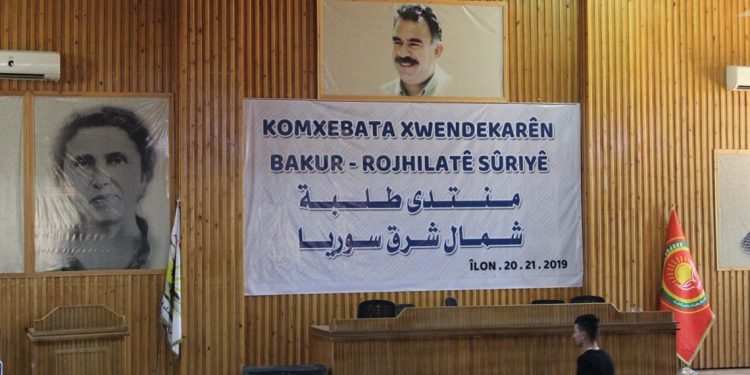 KOMXEBATA XWENDEKARÊN
BAKUR - ROJHILATÊ SÛRIYÊ
منتدى طلبة
شمال شرق سوريا
ÎLON . 20 . 21 . 2019